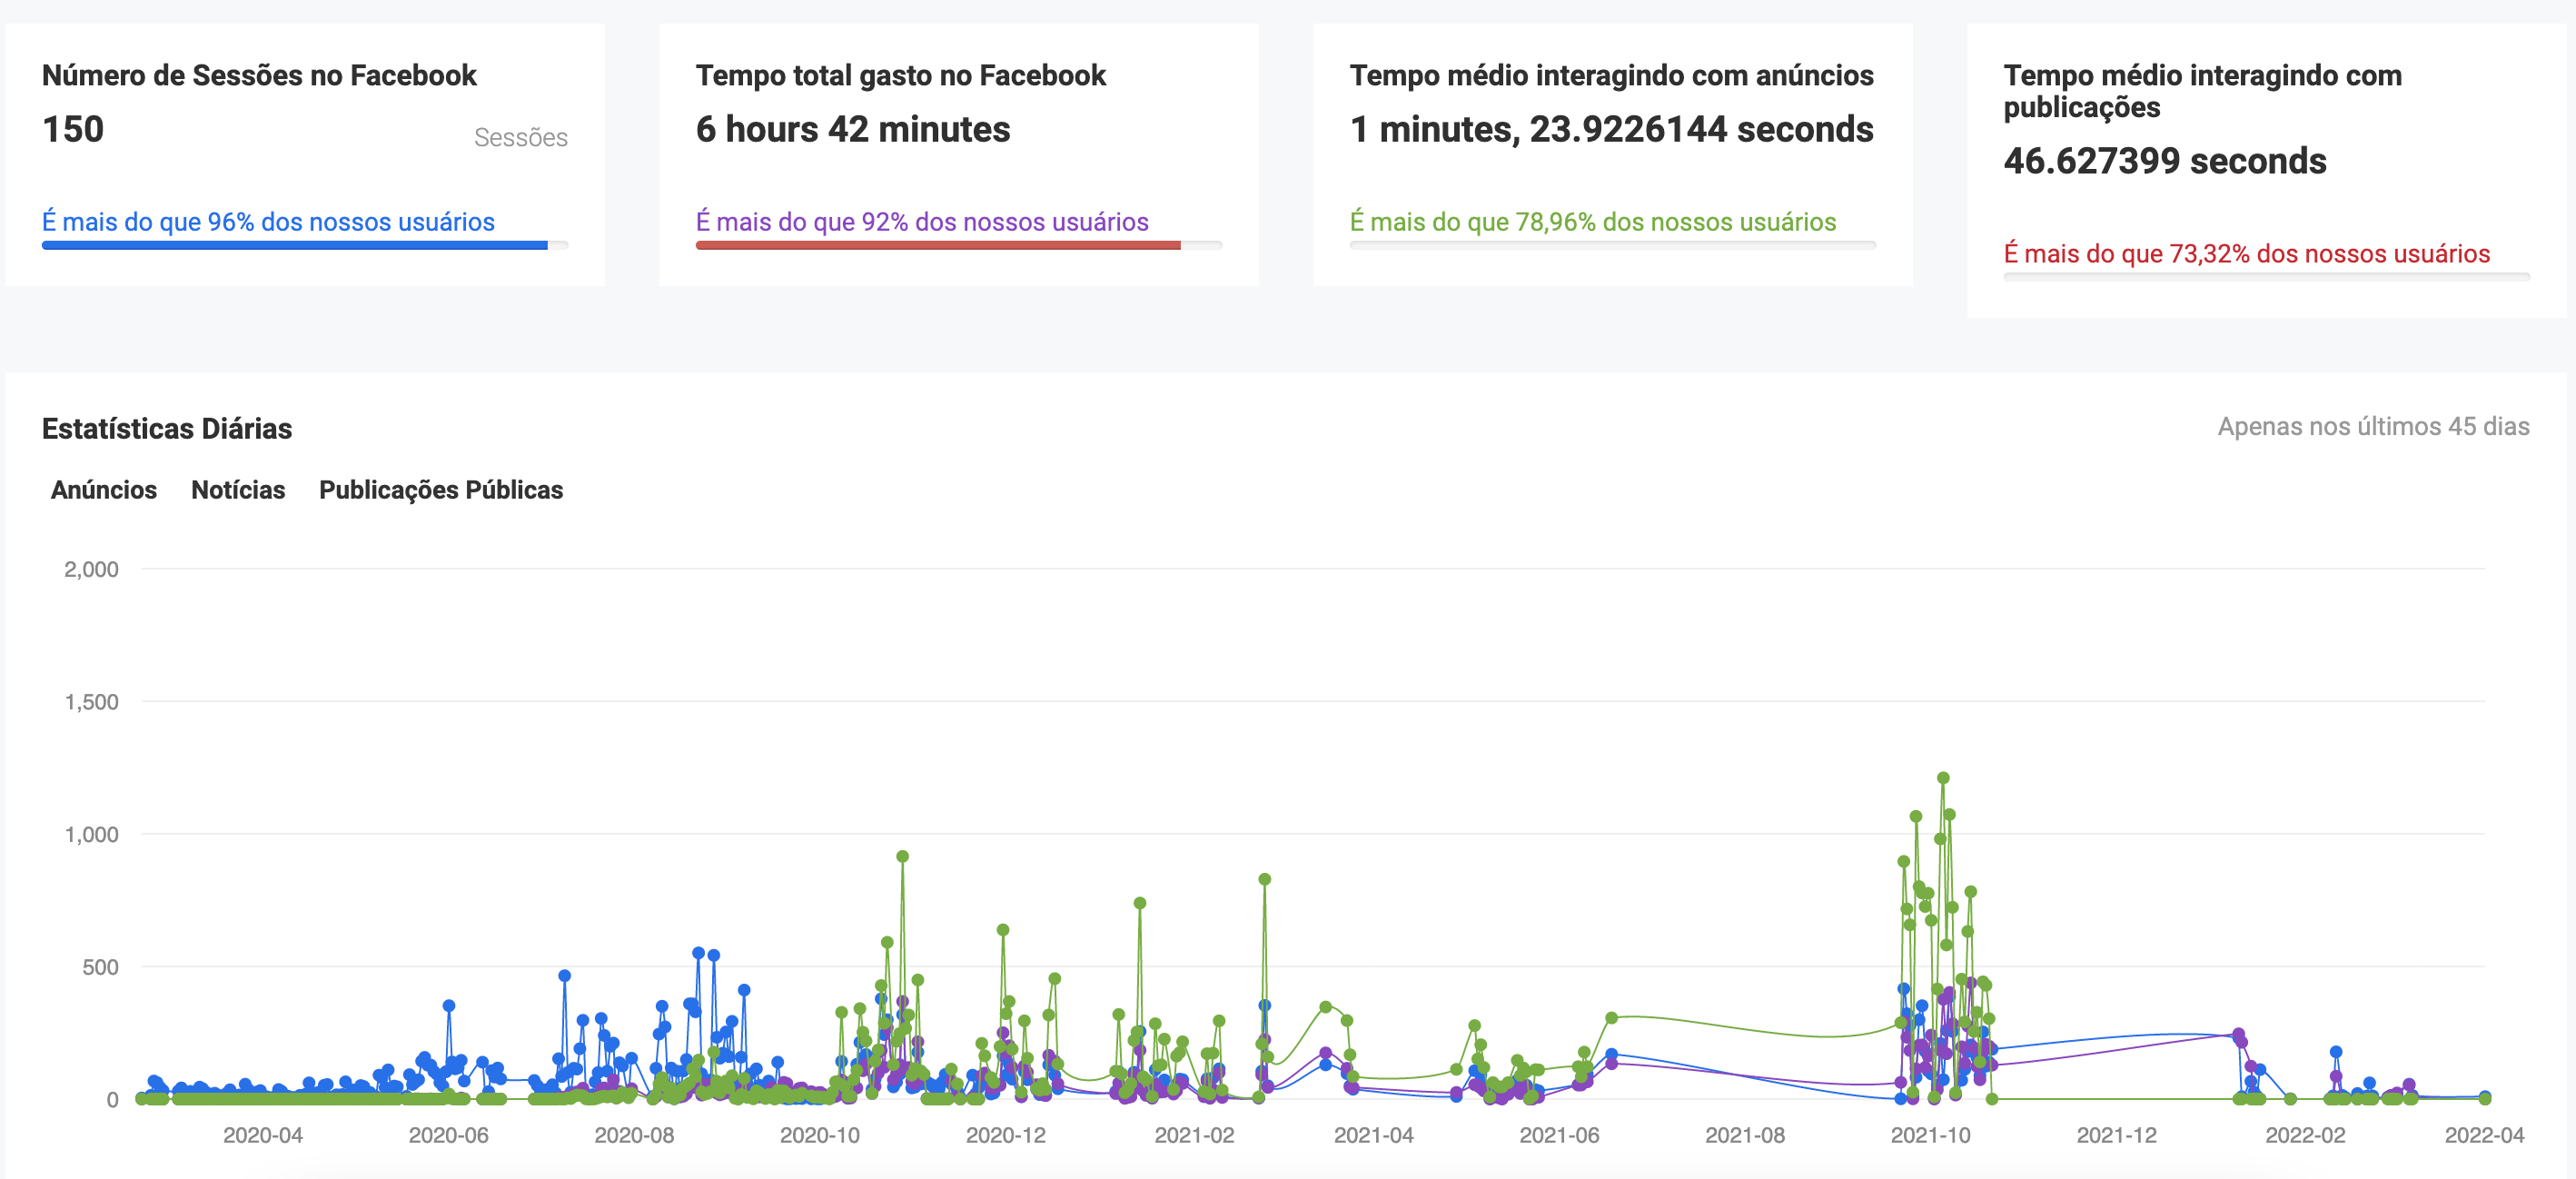 Número de Sessões no Facebook
150
Sessões
É mais do que 96% dos nossos usuários
Tempo total gasto no Facebook
6 hours 42 minutes
É mais do que 92% dos nossos usuários
Tempo médio interagindo com anúncios
1 minutes, 23.9226144 seconds
É mais do que 78,96% dos nossos usuários
Tempo médio interagindo com
publicações
46.627399 seconds
É mais do que 73,32% dos nossos usuários
Estatísticas Diárias
Apenas nos últimos 45 dias
Anúncios Notícias Publicações Públicas
2,000
1,500
1,000
500
0
2020-04 2020-06 2020-08 2020-10 2020-12 2021-02 2021-04 2021-06 2021-08 2021-10 2021-12 2022-02 2022-04